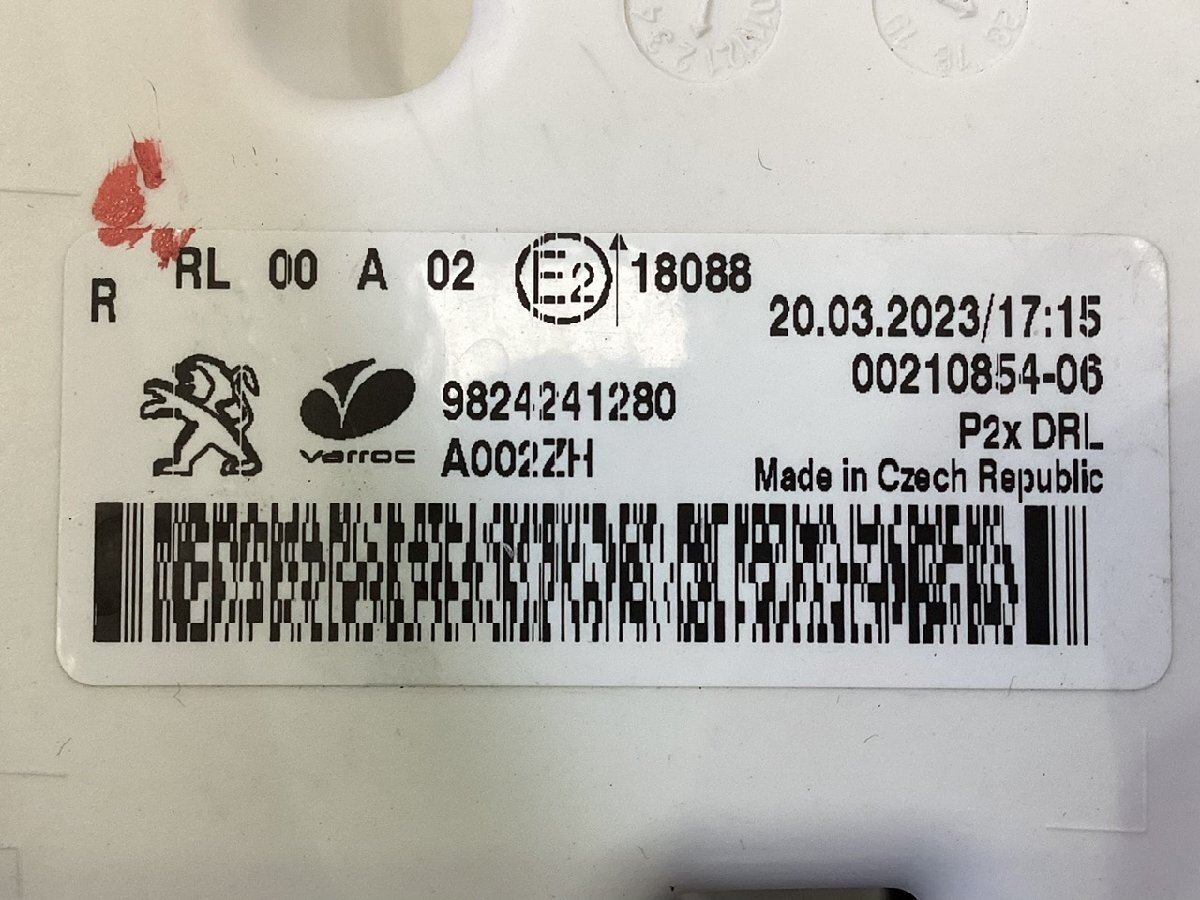 RL 00 A 02 E2 18088
R
20.03.2023/17:15
00210854-06
varroc 9824241280
P2x DRL
A002ZH
Made in Czech Republic